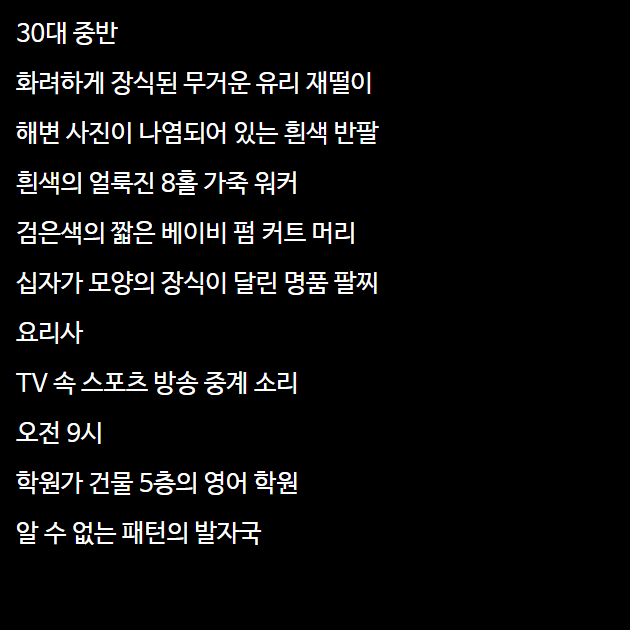 30대 중반
화려하게 장식된 무거운 유리 재떨이
해변 사진이 나염되어 있는 흰색 반팔
흰색의 얼룩진 8홀 가죽 워커
검은색의 짧은 베이비 펌 커트 머리
십자가 모양의 장식이 달린 명품 팔찌
요리사
TV 속 스포츠 방송 중계 소리
오전 9시
학원가 건물 5층의 영어 학원
알 수 없는 패턴의 발자국